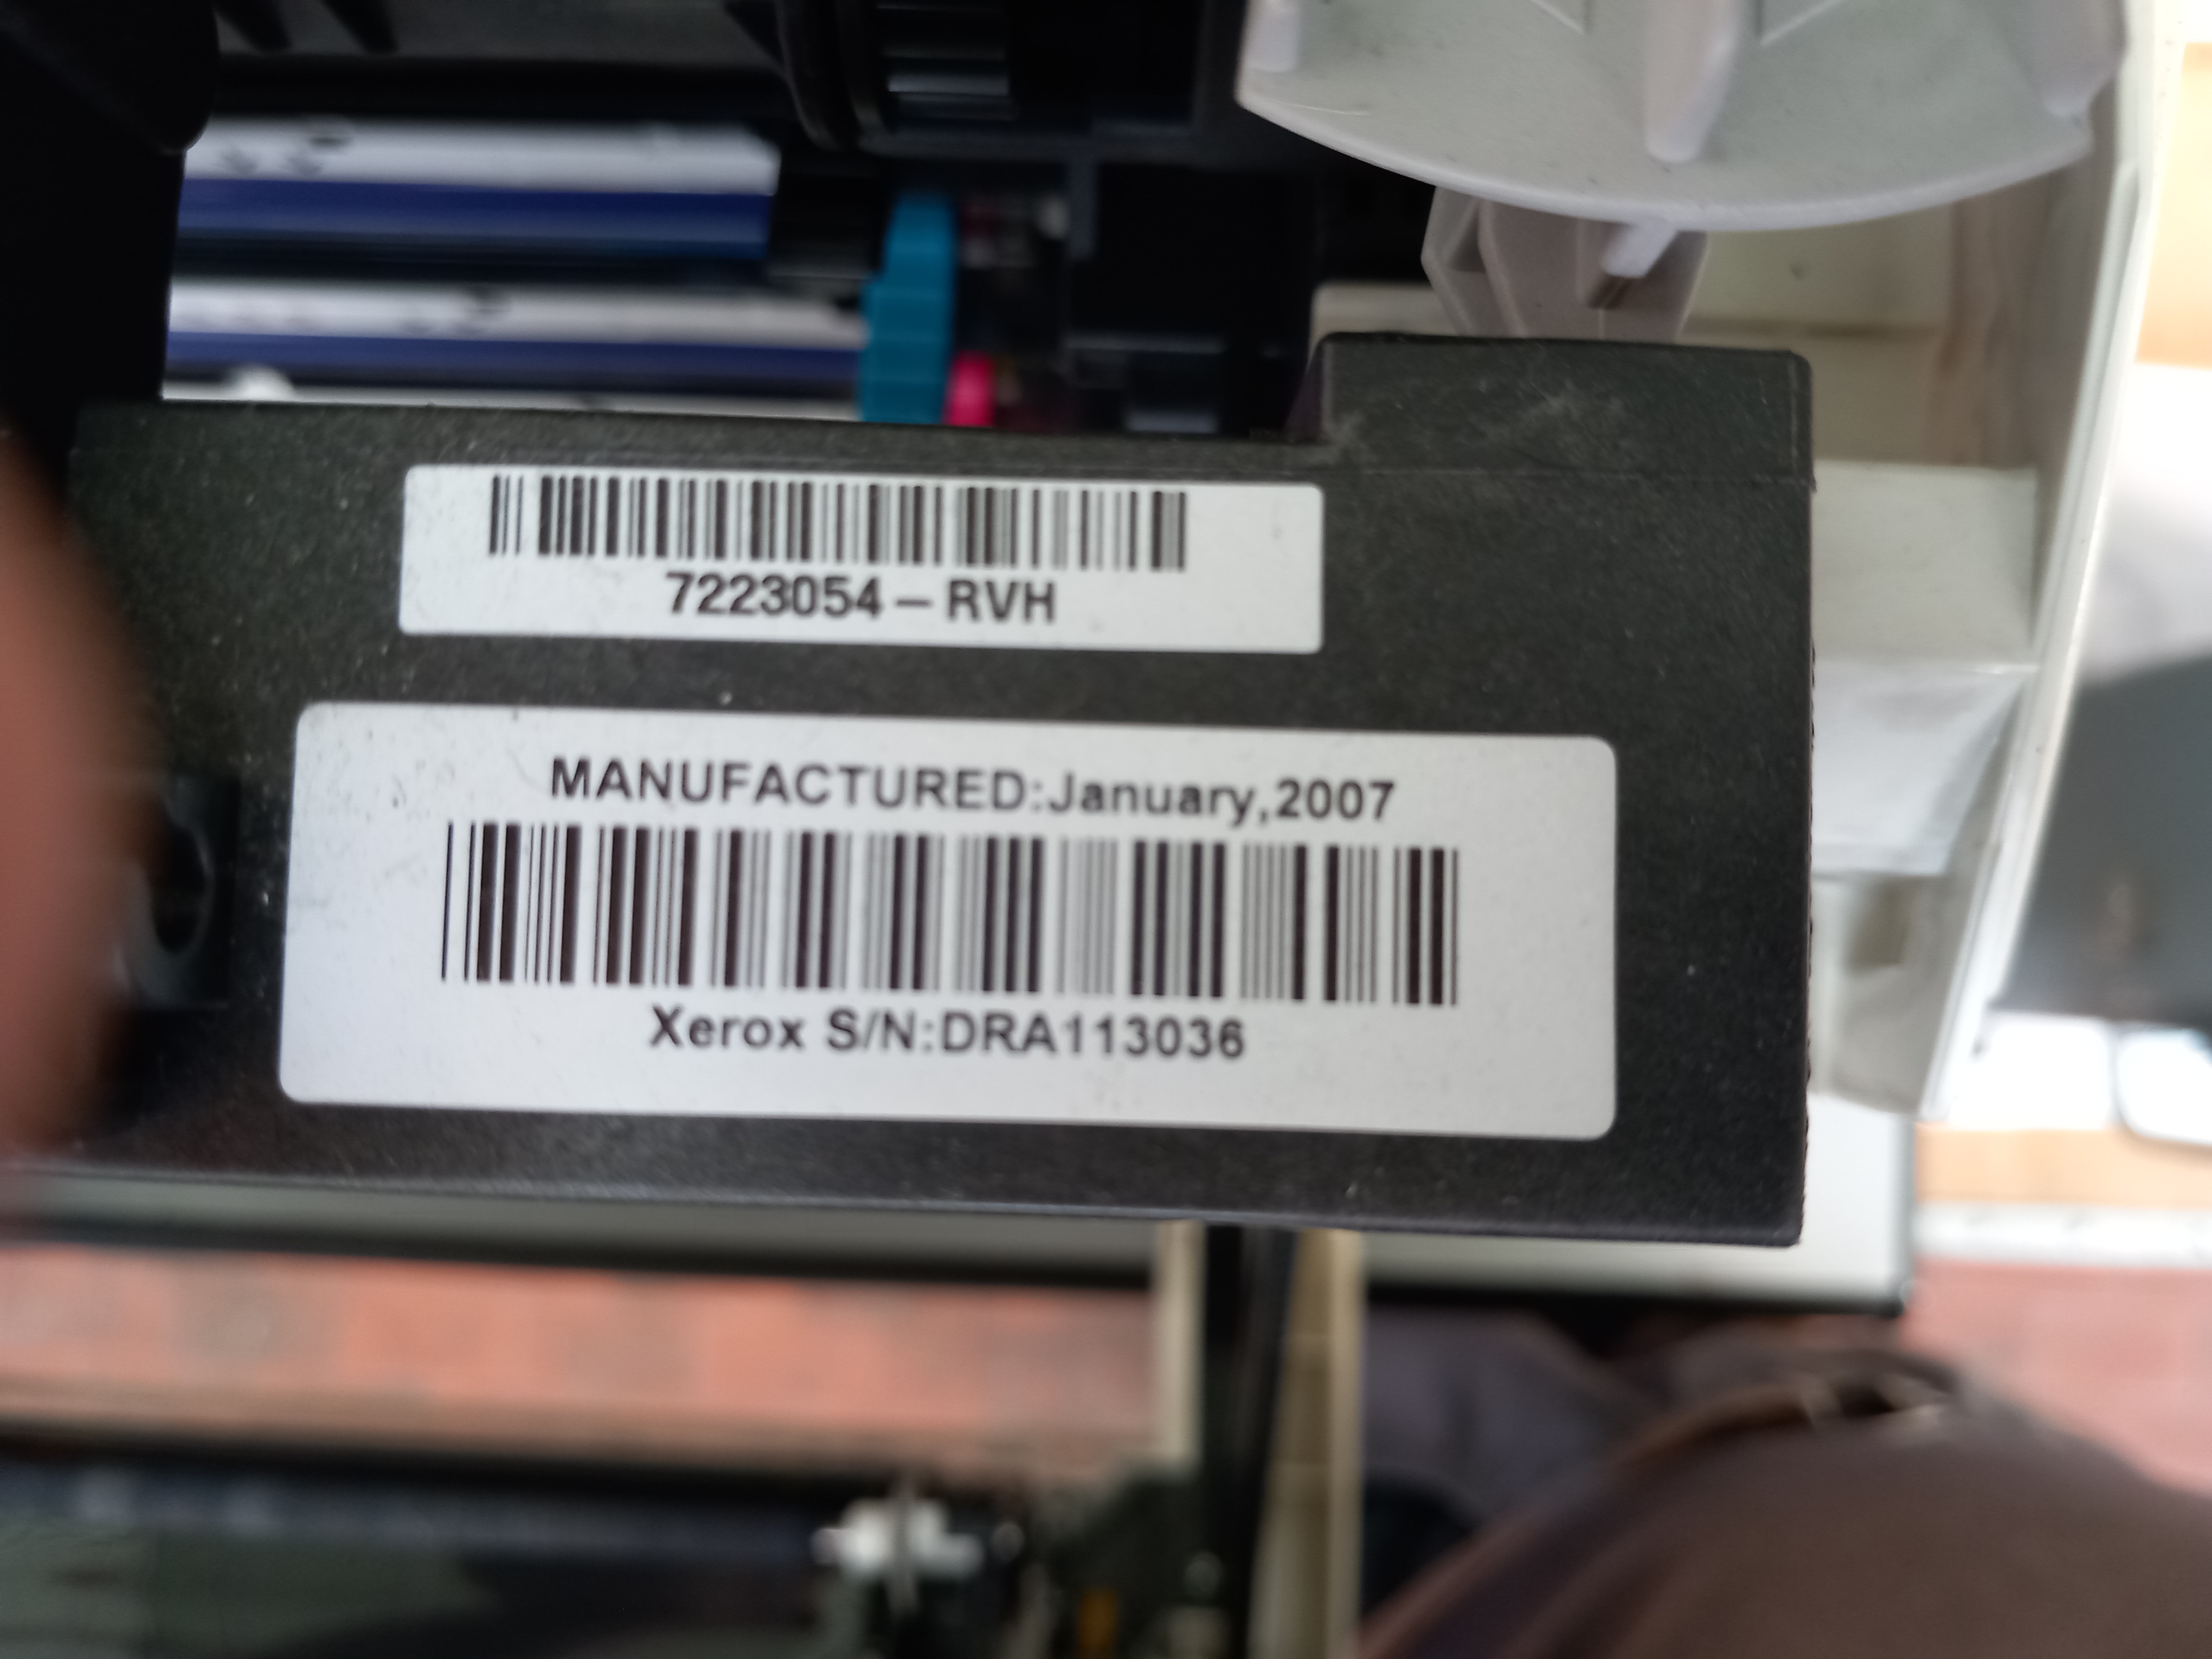 7223054-RVH
MANUFACTURED:January,2007
Xerox S/N:DRA113036